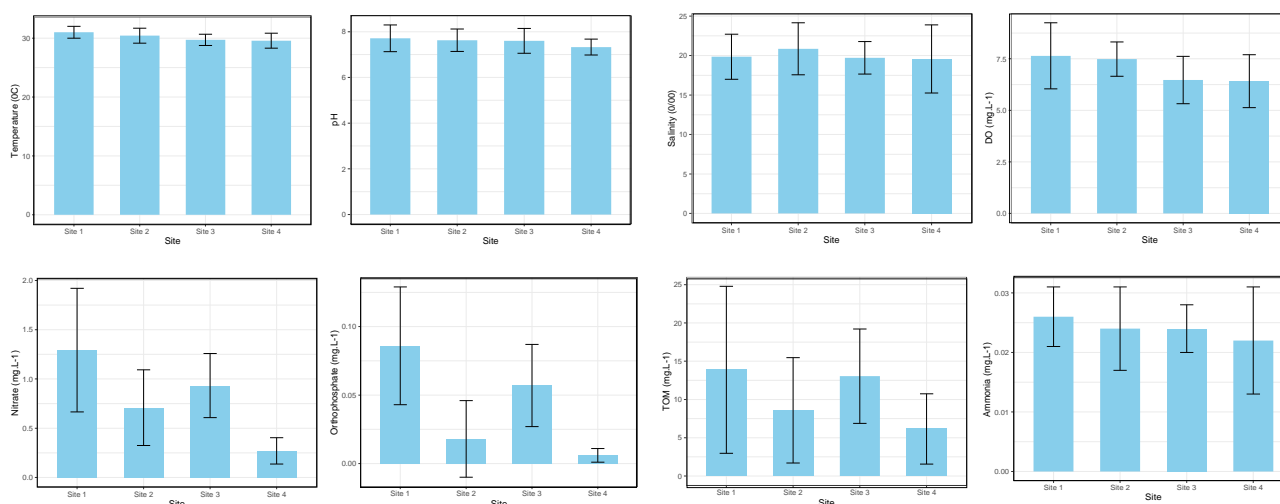 Temperature (0C)
30
20
10
0
Site 1 Site 2 Site 3 Site 4
Site
pH
8
6
4
2
0
Site 1 Site 2 Site 3 Site 4
Site
Salinity (0/00)
25
20
15
10
5
0
Site 1 Site 2 Site 3 Site 4
Site
DO (mg.L-1)
7.5
5.0
2.5
0.0
Site 1 Site 2 Site 3 Site 4
Site
Nitrate (mg.L-1)
2.0
1.5
1.0
0.5
0.0
Site 1 Site 2 Site 3 Site 4
Site
Orthophosphate (mg.L-1)
0.10
0.05
0.00
Site 1 Site 2 Site 3 Site 4
Site
TOM (mg.L-1)
25
20
15
10
5
0
Site 1 Site 2 Site 3 Site 4
Site
Ammonia (mg.L-1)
0.03
0.02
0.01
0.00
Site 1 Site 2 Site 3 Site 4
Site